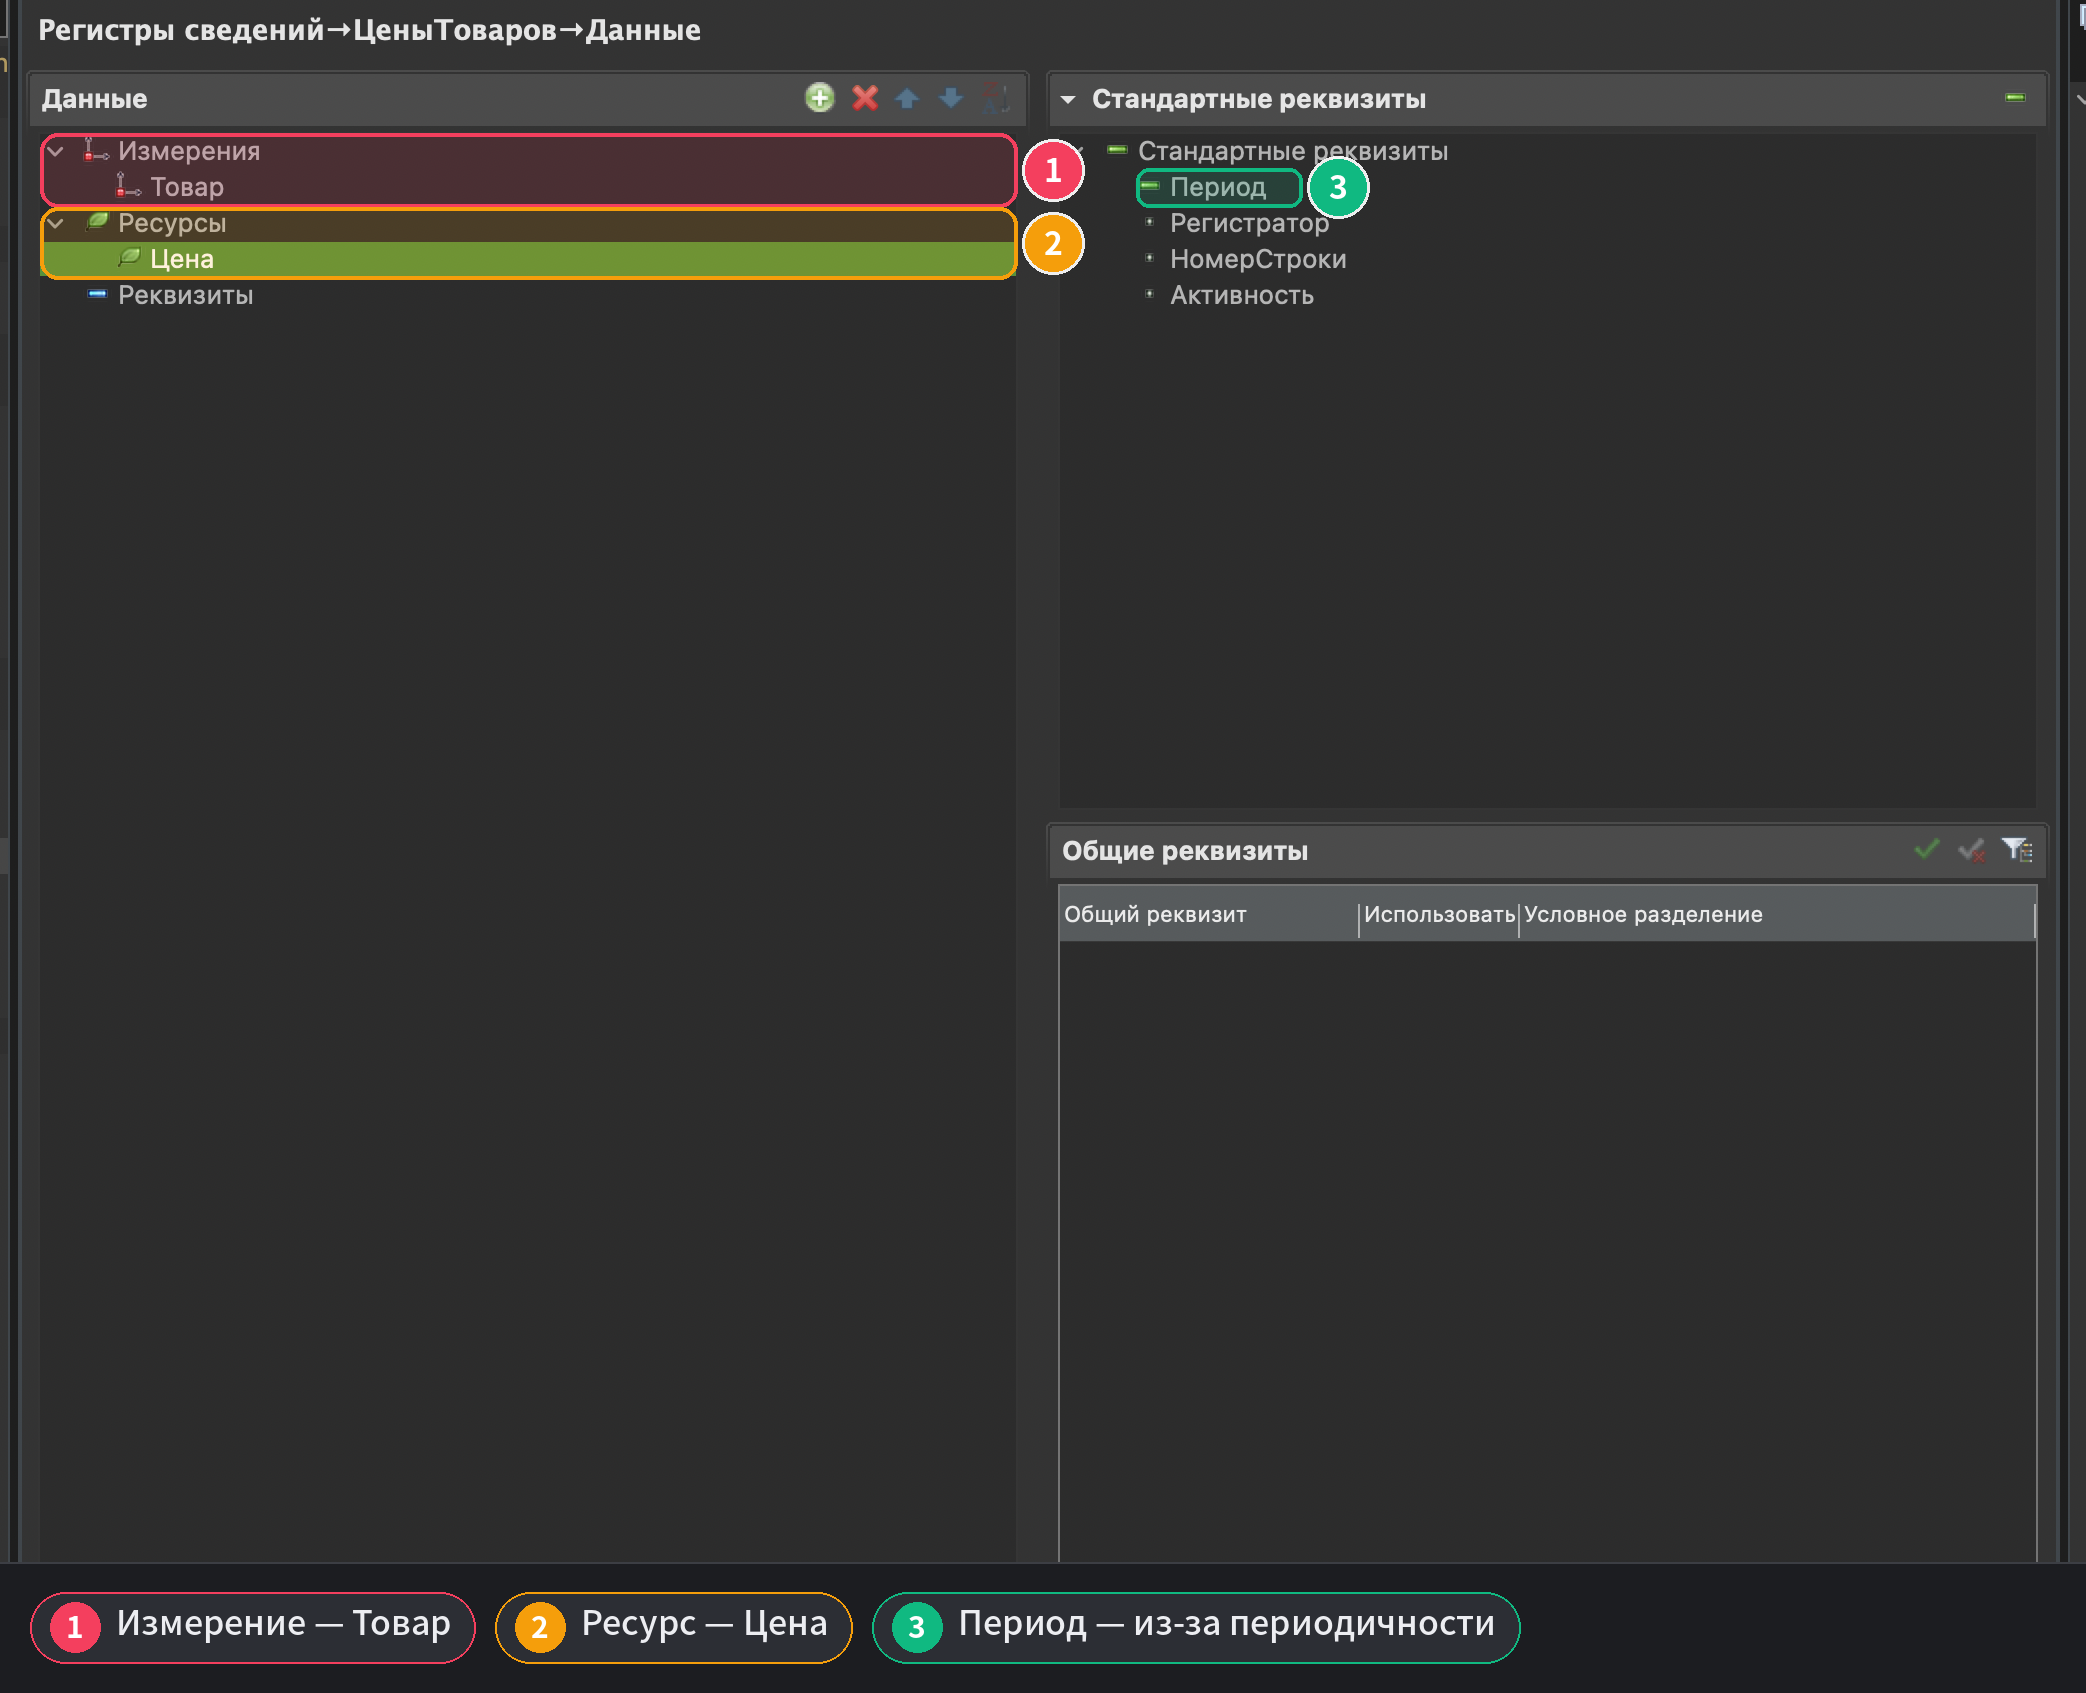 Регистры сведений→ЦеныТоваров→Данные
Данные
Измерения
Товар
1
Ресурсы
Цена
2
Реквизиты
Стандартные реквизиты
Стандартные реквизиты
Период
3
Регистратор
НомерСтроки
Активность
Общие реквизиты
Общий реквизит
Использовать
Условное разделение
1 Измерение — Товар
2 Ресурс — Цена
3 Период — из-за периодичности